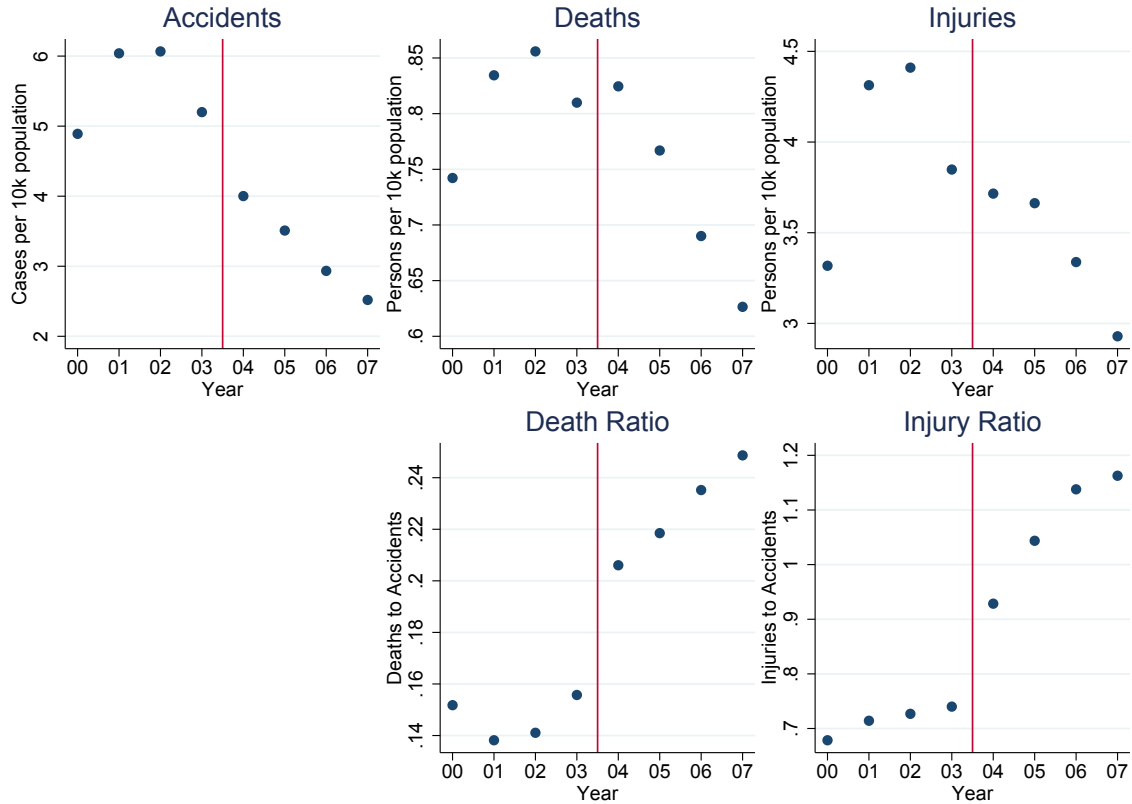 Accidents
Cases per 10k population
6
5
4
3
2
00 01 02 03 04 05 06 07
Year
Deaths
Persons per 10k population
.85
.8
.75
.7
.65
.6
00 01 02 03 04 05 06 07
Year
Injuries
Persons per 10k population
4.5
4
3.5
3
00 01 02 03 04 05 06 07
Year
Death Ratio
Deaths to Accidents
.24
.22
.2
.18
.16
.14
00 01 02 03 04 05 06 07
Year
Injury Ratio
Injuries to Accidents
1.2
1.1
1
.9
.8
.7
00 01 02 03 04 05 06 07
Year